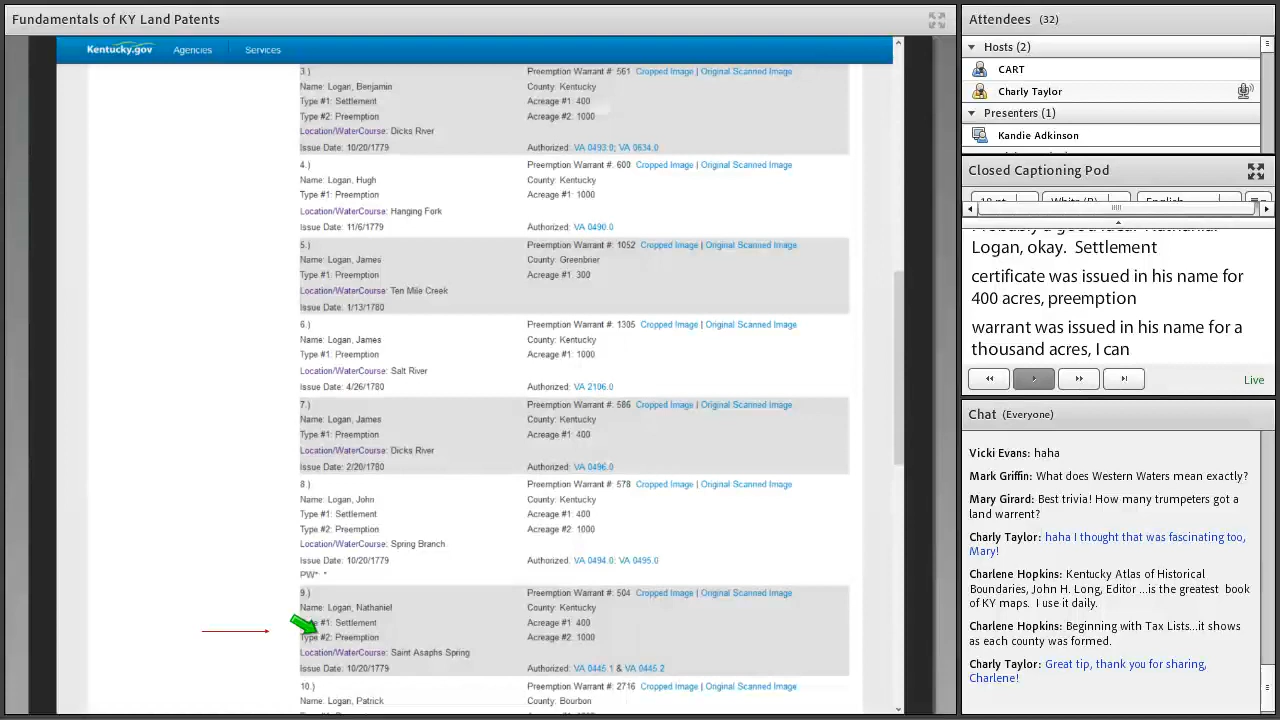 Fundamentals of KY Land Patents
Kentucky.gov Agencies Services
3.) Preemption Warrant #: 561 Cropped Image | Original Scanned Image
Name: Logan, Benjamin County: Kentucky
Type #1: Settlement Acreage #1: 400
Type #2: Preemption Acreage #2: 1000
Location/WaterCourse: Dicks River
Issue Date: 10/20/1779 Authorized: VA 0493.0; VA 0634.0
4.) Preemption Warrant #: 600 Cropped Image | Original Scanned Image
Name: Logan, Hugh County: Kentucky
Type #1: Preemption Acreage #1: 1000
Location/WaterCourse: Hanging Fork
Issue Date: 11/6/1779 Authorized: VA 0490.0
5.) Preemption Warrant #: 1052 Cropped Image | Original Scanned Image
Name: Logan, James County: Greenbrier
Type #1: Preemption Acreage #1: 300
Location/WaterCourse: Ten Mile Creek
Issue Date: 1/13/1780
6.) Preemption Warrant #: 1305 Cropped Image | Original Scanned Image
Name: Logan, James County: Kentucky
Type #1: Preemption Acreage #1: 1000
Location/WaterCourse: Salt River
Issue Date: 4/26/1780 Authorized: VA 2106.0
7.) Preemption Warrant #: 586 Cropped Image | Original Scanned Image
Name: Logan, James County: Kentucky
Type #1: Preemption Acreage #1: 400
Location/WaterCourse: Dicks River
Issue Date: 2/20/1780 Authorized: VA 0496.0
8.) Preemption Warrant #: 578 Cropped Image | Original Scanned Image
Name: Logan, John County: Kentucky
Type #1: Settlement Acreage #1: 400
Type #2: Preemption Acreage #2: 1000
Location/WaterCourse: Spring Branch
Issue Date: 10/20/1779 Authorized: VA 0494.0; VA 0495.0
PW*: *
9.) Preemption Warrant #: 504 Cropped Image | Original Scanned Image
Name: Logan, Nathaniel County: Kentucky
#1: Settlement Acreage #1: 400
Type #2: Preemption Acreage #2: 1000
Location/WaterCourse: Saint Asaphs Spring
Issue Date: 10/20/1779 Authorized: VA 0445.1 & VA 0445.2
10.) Preemption Warrant #: 2716 Cropped Image | Original Scanned Image
Name: Logan, Patrick County: Bourbon
Attendees (32)
Hosts (2)
CART
Charly Taylor
Presenters (1)
Kandie Adkinson
Closed Captioning Pod
English
Logan, okay. Settlement
certificate was issued in his name for
400 acres, preemption
warrant was issued in his name for a
thousand acres, I can
Live
Chat (Everyone)
Vicki Evans: haha
Mark Griffin: What does Western Waters mean exactly?
Mary Girard: Best trivia! How many trumpeters got a
land warrent?
Charly Taylor: haha I thought that was fascinating too,
Mary!
Charlene Hopkins: Kentucky Atlas of Historical
Boundaries, John H. Long, Editor ...is the greatest book
of KY maps. I use it daily.
Charlene Hopkins: Beginning with Tax Lists...it shows
as each county was formed.
Charly Taylor: Great tip, thank you for sharing,
Charlene!